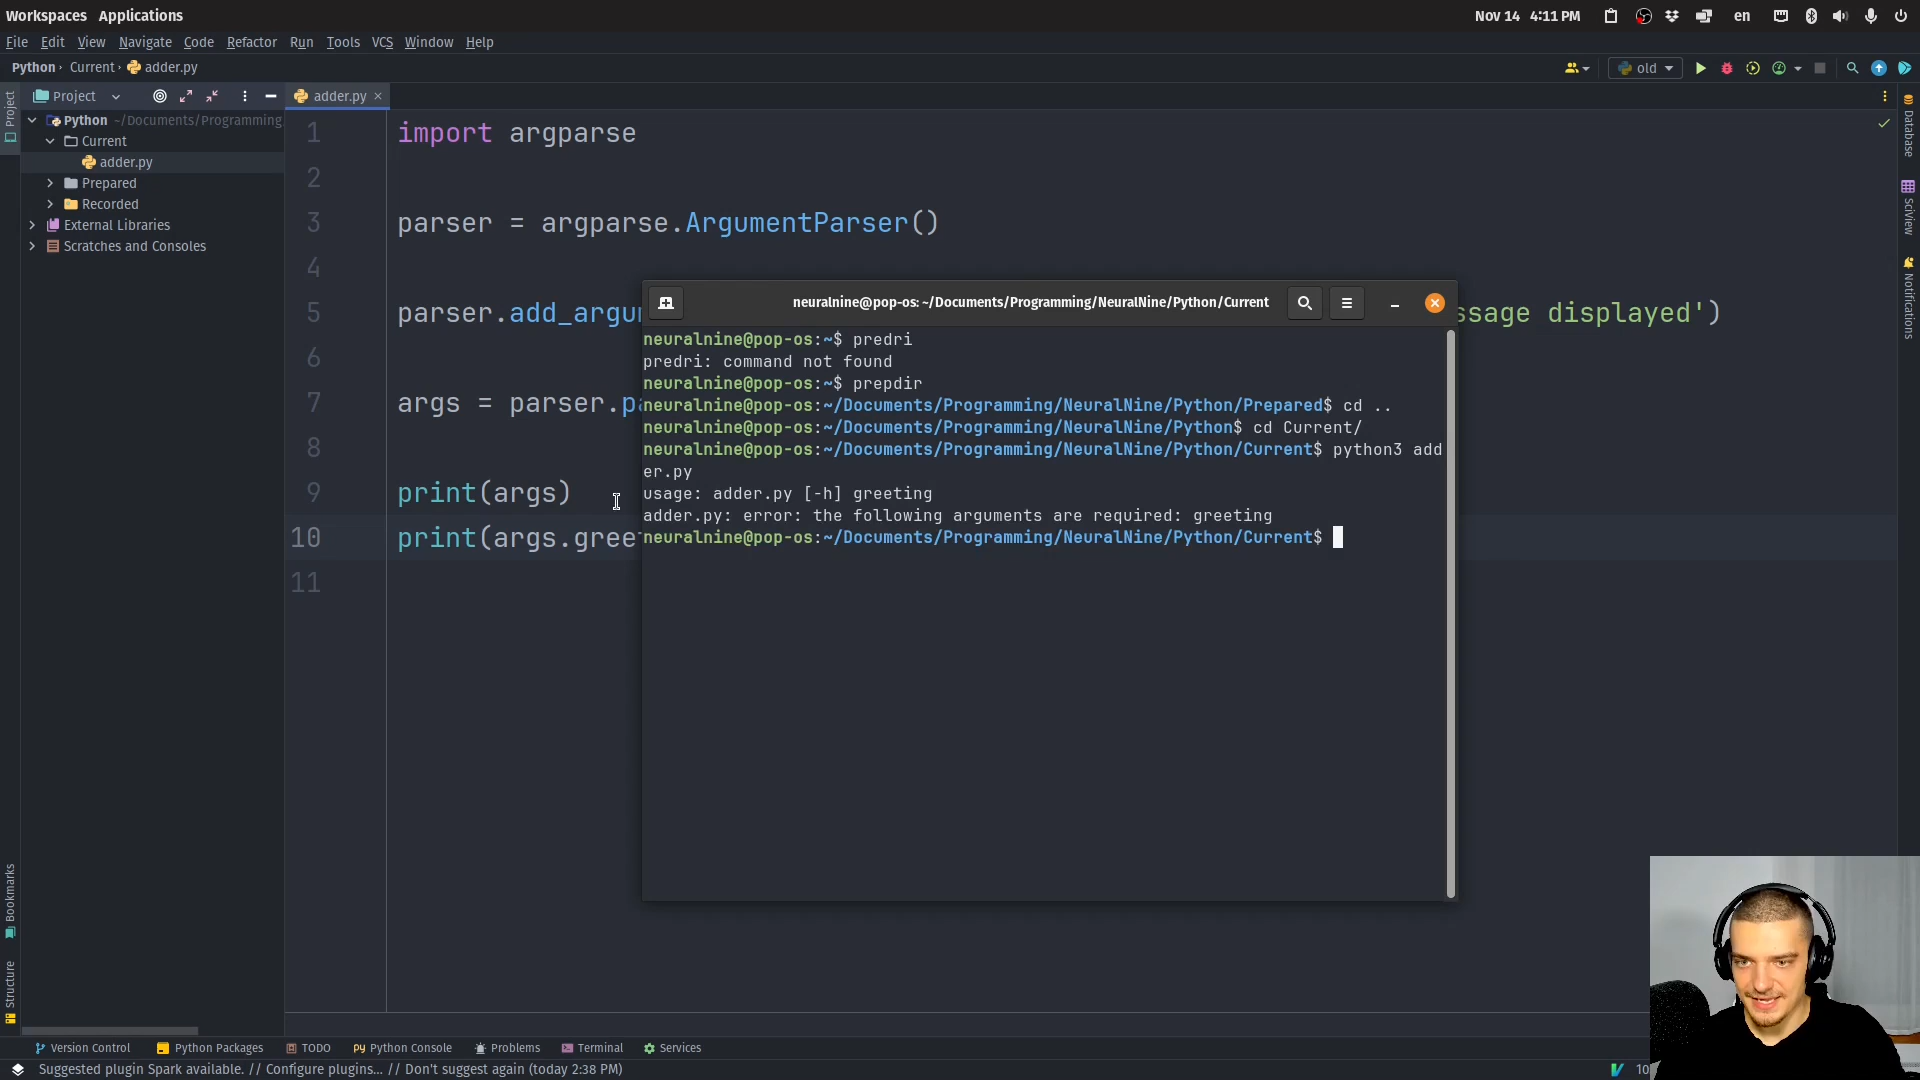 Workspaces Applications
Nov 14 4:11 PM
en
File Edit View Navigate Code Refactor Run Tools VCS Window Help
Python Current adder.py
old
Project
adder.py
Project
Python ~/Documents/Programming
Current
adder.py
Prepared
Recorded
External Libraries
Scratches and Consoles
Bookmarks
Structure
1 import argparse
2
3 parser = argparse.ArgumentParser()
4
5 parser.add_argu
ssage displayed')
6
7 args = parser.pa
8
9 print(args)
10 print(args.greet
11
neuralnine@pop-os: ~/Documents/Programming/NeuralNine/Python/Current
neuralnine@pop-os:~$ predri
predri: command not found
neuralnine@pop-os:~$ prepdir
neuralnine@pop-os:~/Documents/Programming/NeuralNine/Python/Prepared$ cd ..
neuralnine@pop-os:~/Documents/Programming/NeuralNine/Python$ cd Current/
neuralnine@pop-os:~/Documents/Programming/NeuralNine/Python/Current$ python3 add
er.py
usage: adder.py [-h] greeting
adder.py: error: the following arguments are required: greeting
neuralnine@pop-os:~/Documents/Programming/NeuralNine/Python/Current$
Database
SciView
Notifications
Version Control Python Packages TODO Python Console Problems Terminal Services
Suggested plugin Spark available. // Configure plugins... // Don't suggest again (today 2:38 PM)
10